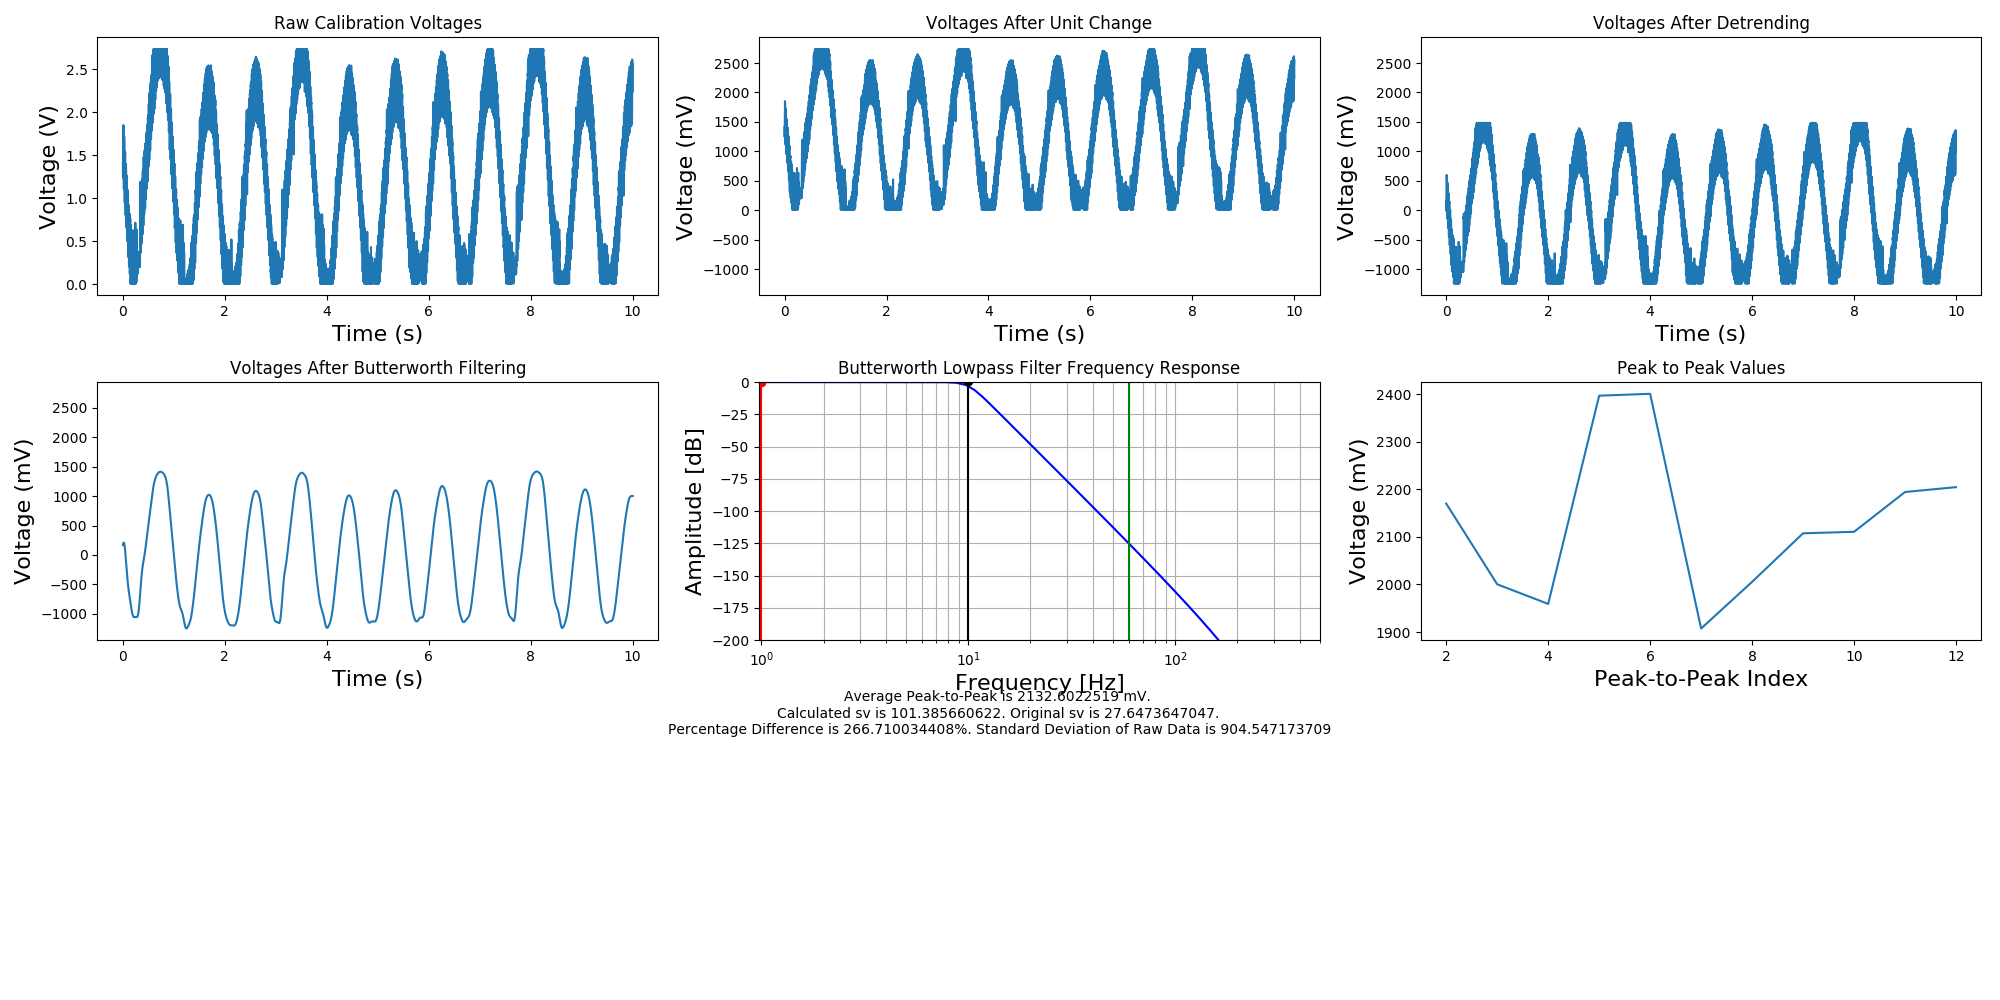 Raw Calibration Voltages
Voltage (V)
2.5
2.0
1.5
1.0
0.5
0.0
0 2 4 6 8 10
Time (s)
Voltages After Unit Change
Voltage (mV)
2500
2000
1500
1000
500
0
−500
−1000
0 2 4 6 8 10
Time (s)
Voltages After Detrending
Voltage (mV)
2500
2000
1500
1000
500
0
−500
−1000
0 2 4 6 8 10
Time (s)
Voltages After Butterworth Filtering
Voltage (mV)
2500
2000
1500
1000
500
0
−500
−1000
0 2 4 6 8 10
Time (s)
Butterworth Lowpass Filter Frequency Response
Amplitude [dB]
0
−25
−50
−75
−100
−125
−150
−175
−200
10⁰ 10¹ 10²
Frequency [Hz]
Peak to Peak Values
Voltage (mV)
2400
2300
2200
2100
2000
1900
2 4 6 8 10 12
Peak-to-Peak Index
Average Peak-to-Peak is 2132.6022519 mV.
Calculated sv is 101.385660622. Original sv is 27.6473647047.
Percentage Difference is 266.710034408%. Standard Deviation of Raw Data is 904.547173709